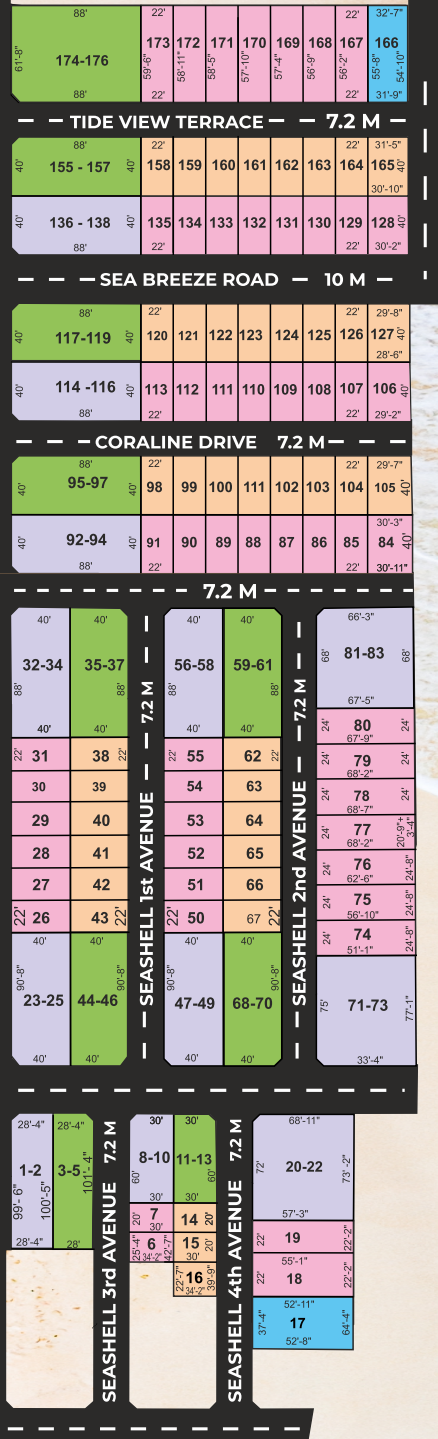 88' 22' 22' 32'-7"
61'-8" 174-176 173 172 171 170 169 168 167 166
59'-6" 58'-11" 58'-5" 57'-10" 57'-4" 56'-9" 56'-2" 55'-8" 54'-10"
88' 22' 22' 31'-9"
TIDE VIEW TERRACE 7.2 M
88' 22' 22' 31'-5"
40' 155 - 157 40' 158 159 160 161 162 163 164 165 40'
30'-10"
40' 136 - 138 40' 135 134 133 132 131 130 129 128 40'
88' 22' 22' 30'-2"
SEA BREEZE ROAD 10 M
88' 22' 22' 29'-8"
40' 117-119 40' 120 121 122 123 124 125 126 127 40'
28'-6"
40' 114 -116 40' 113 112 111 110 109 108 107 106 40'
88' 22' 22' 29'-2"
CORALINE DRIVE 7.2 M
88' 22' 22' 29'-7"
40' 95-97 40' 98 99 100 111 102 103 104 105 40'
30'-3"
40' 92-94 40' 91 90 89 88 87 86 85 84 40'
88' 22' 22' 30'-11"
7.2 M
40' 40' 40' 40' 66'-3"
32-34 35-37 56-58 59-61 68' 81-83 68'
88' 88' 88' 88'
40' 40' 40' 40' 67'-5"
SEASHELL 1st AVENUE 7.2 M
SEASHELL 2nd AVENUE 7.2 M
22' 31 38 22' 22' 55 62 22'
30 39 54 63
29 40 53 64
28 41 52 65
27 42 51 66
22' 26 43 22' 22' 50 67 22'
24' 80 24'
67'-9"
24' 79 24'
68'-2"
24' 78 24'
68'-7"
24' 77 20'-9"+ 3'-4"
68'-2"
24' 76 24'-8"
62'-6"
24' 75 24'-8"
56'-10"
24' 74 24'-8"
51'-1"
40' 40' 40' 40'
90'-8" 90'-8" 90'-8" 90'-8"
23-25 44-46 47-49 68-70 75' 71-73 77'-1"
40' 40' 40' 40' 33'-4"
28'-4" 28'-4" 30' 30' 68'-11"
1-2 3-5 8-10 11-13 72' 20-22 73' -2"
99'- 6" 100'-5" 101'- 4" 60' 60'
28'-4" 28' 30' 30' 57'-3"
SEASHELL 3rd AVENUE 7.2 M
SEASHELL 4th AVENUE 7.2 M
20' 7 14 20'
30'
25'-4" 6 42'-7" 15 20'
34'-2" 30'
22'-7" 16 39'-9"
34'-2"
22' 19 22'-2"
55'-1"
22' 18 22'-2"
52'-11"
37'-4" 17 64'-4"
52'-8"